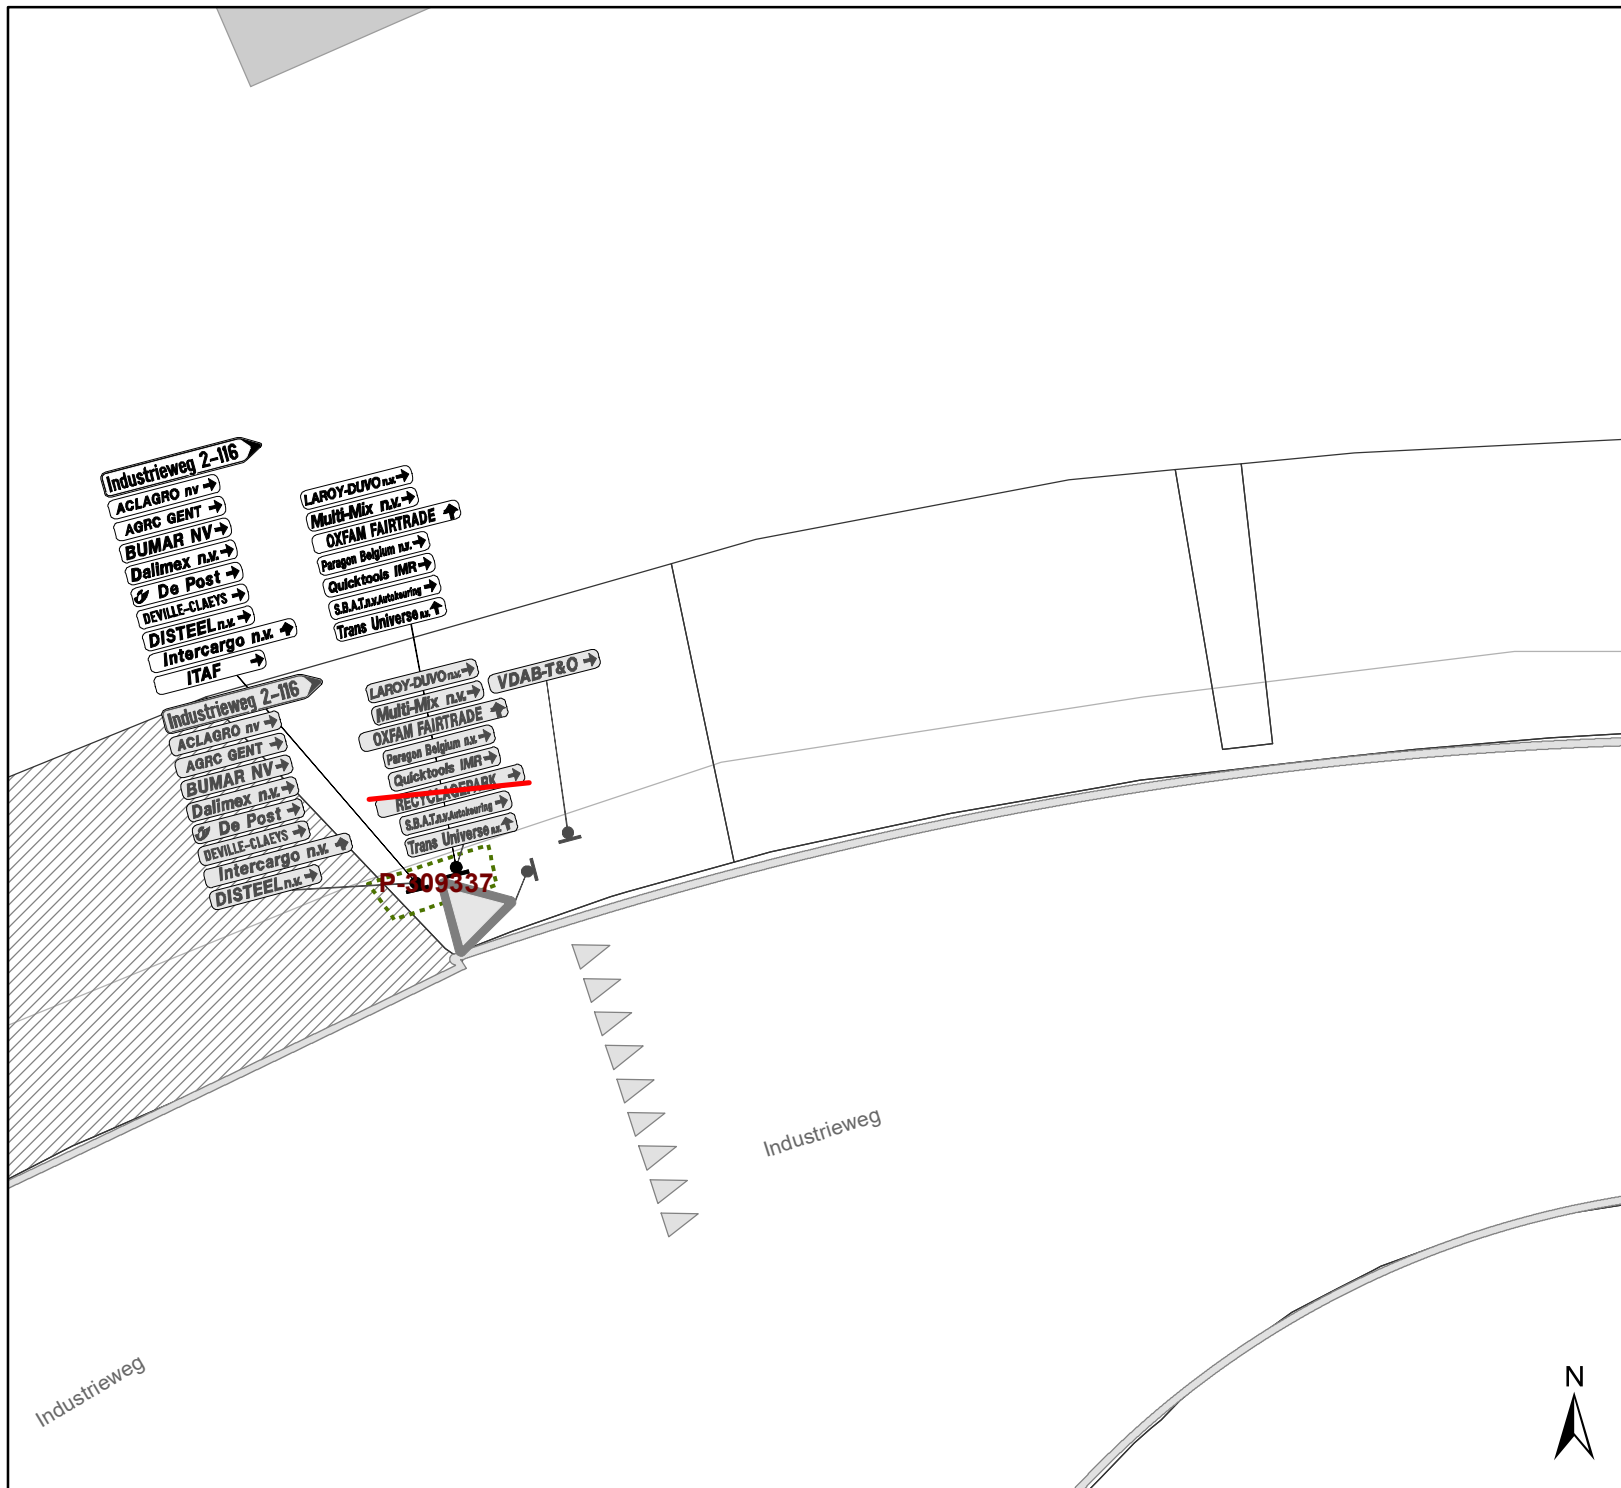 Industrieweg 2-116
ACLAGRO nv
AGRC GENT
BUMAR NV
Dalimex n.v.
De Post
DEVILLE-CLAEYS
DISTEEL n.v.
Intercargo n.v.
ITAF
LAROY-DUVO n.v.
Multi-Mix n.v.
OXFAM FAIRTRADE
Paragon Belgium n.v.
Quicktools IMR
S.B.A.T.n.v.Autokeuring
Trans Universe n.v.
Industrieweg 2-116
ACLAGRO nv
AGRC GENT
BUMAR NV
Dalimex n.v.
De Post
DEVILLE-CLAEYS
Intercargo n.v.
DISTEEL n.v.
LAROY-DUVO n.v.
Multi-Mix n.v.
OXFAM FAIRTRADE
Paragon Belgium n.v.
Quicktools IMR
RECYCLAGEPARK
S.B.A.T.n.v.Autokeuring
Trans Universe n.v.
VDAB-T&O
P-309337
Industrieweg
Industrieweg
N